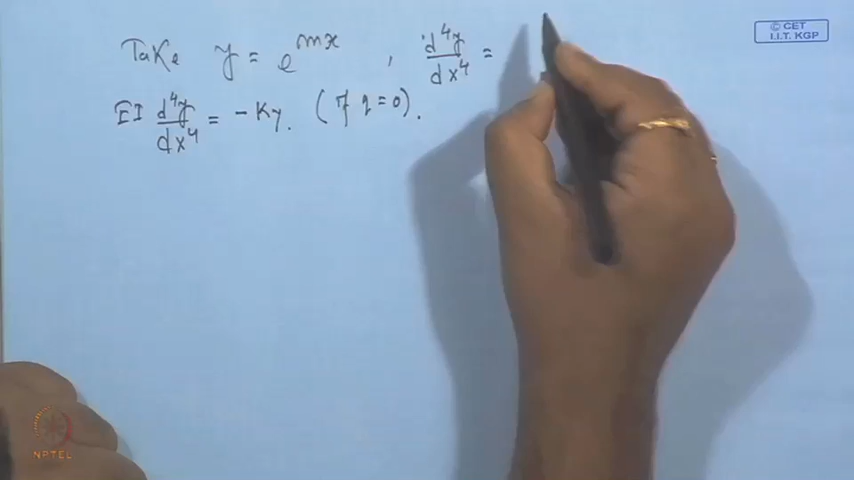 Take y = e^{mx} , d⁴y/dx⁴ =
EI d⁴y/dx⁴ = - Ky. (if q = 0).
© CET
I.I.T. KGP
NPTEL